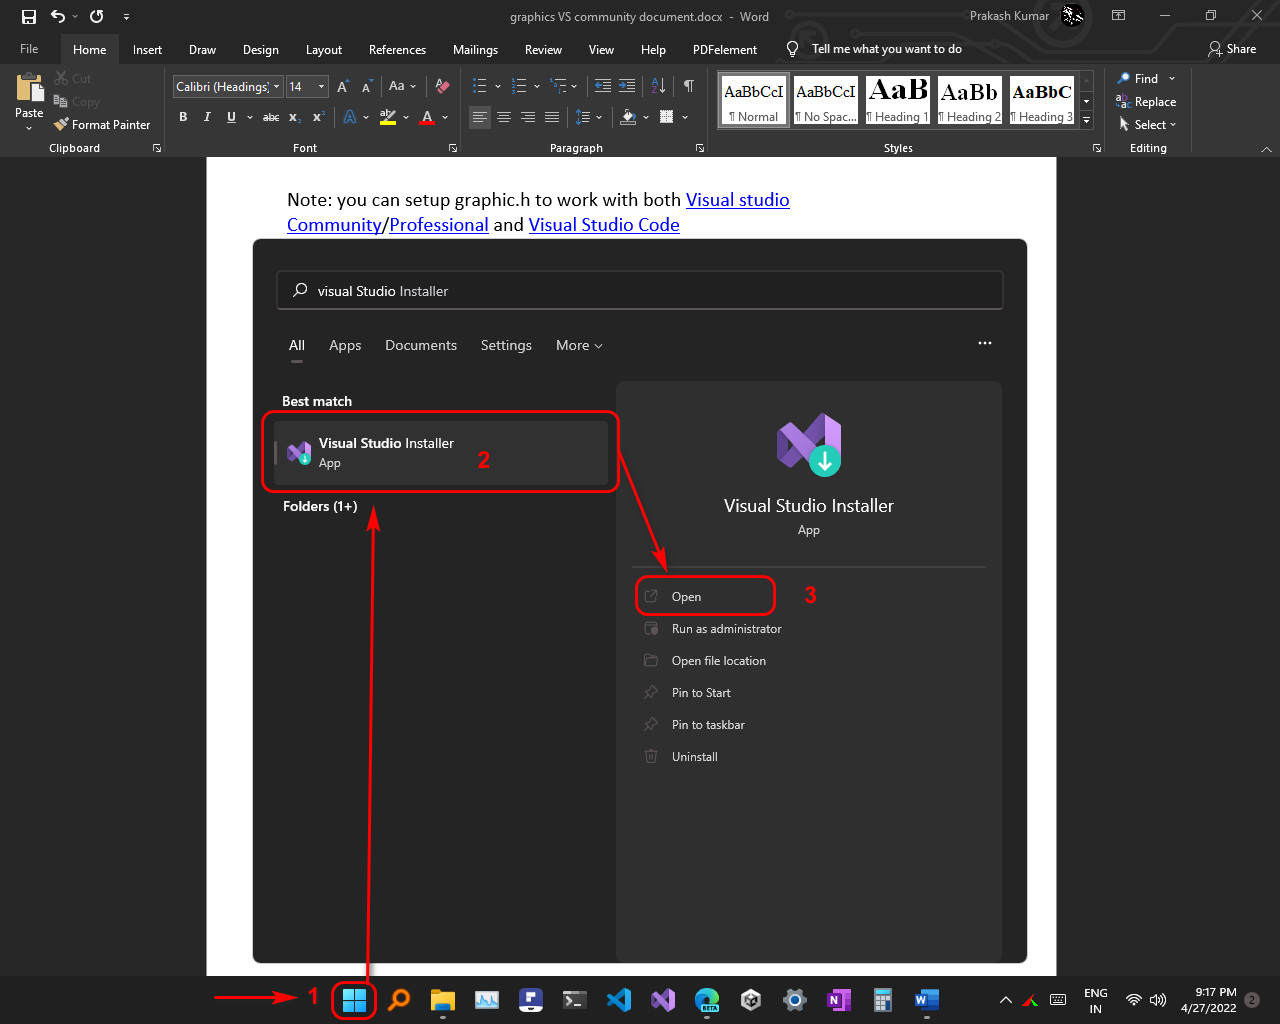 graphics VS community document.docx - Word
Prakash Kumar
File Home Insert Draw Design Layout References Mailings Review View Help PDFelement Tell me what you want to do Share
Paste
Cut
Copy
Format Painter
Clipboard
Calibri (Headings) 14 Aa
B I U abc x₂ x² A ab A
Font
Paragraph
AaBbCcI AaBbCcI AaB AaBb AaBbC
¶ Normal ¶ No Spac... ¶ Heading 1 ¶ Heading 2 ¶ Heading 3
Styles
Find
Replace
Select
Editing
Note: you can setup graphic.h to work with both Visual studio
Community/Professional and Visual Studio Code
visual Studio Installer
All Apps Documents Settings More ...
Best match
Visual Studio Installer
App
2
Folders (1+)
Visual Studio Installer
App
Open
3
Run as administrator
Open file location
Pin to Start
Pin to taskbar
Uninstall
1
BETA
ENG
IN
9:17 PM
4/27/2022
2